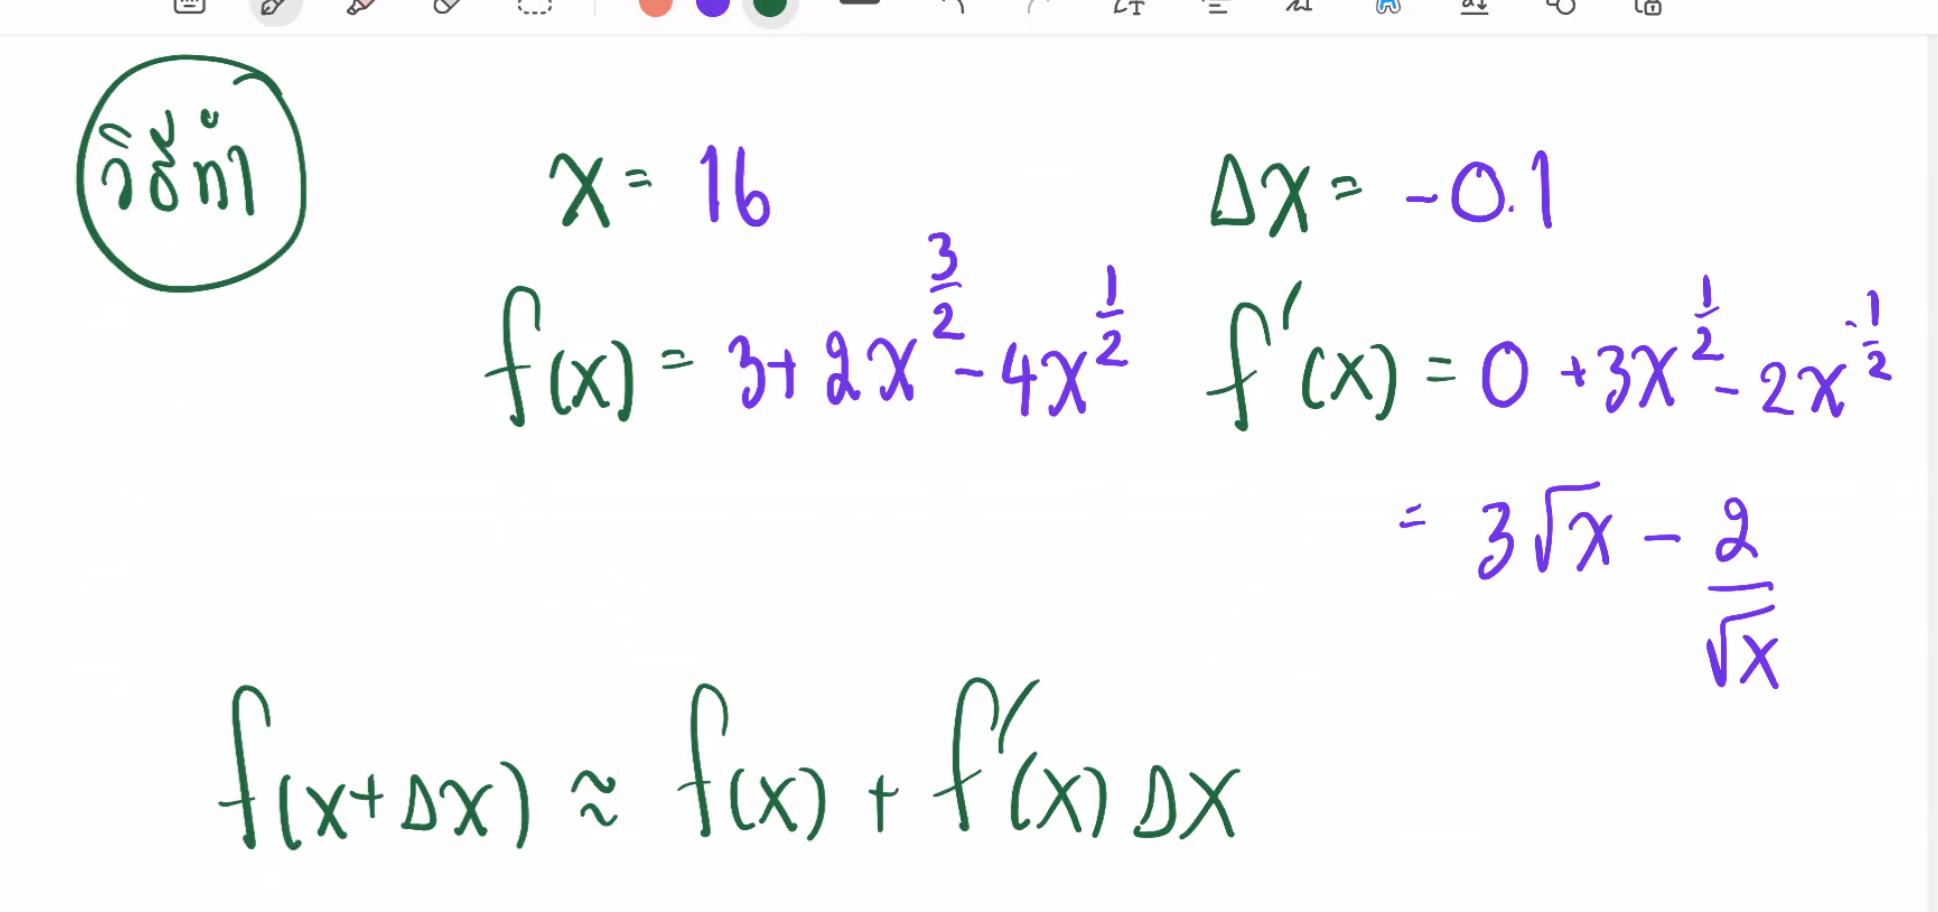 วิธีทำ
x = 16 Δx = -0.1
f(x) = 3 + 2x^{3/2} - 4x^{1/2} f'(x) = 0 + 3x^{1/2} - 2x^{-1/2}
= 3√x - 2/√x
f(x+Δx) ≈ f(x) + f'(x) Δx